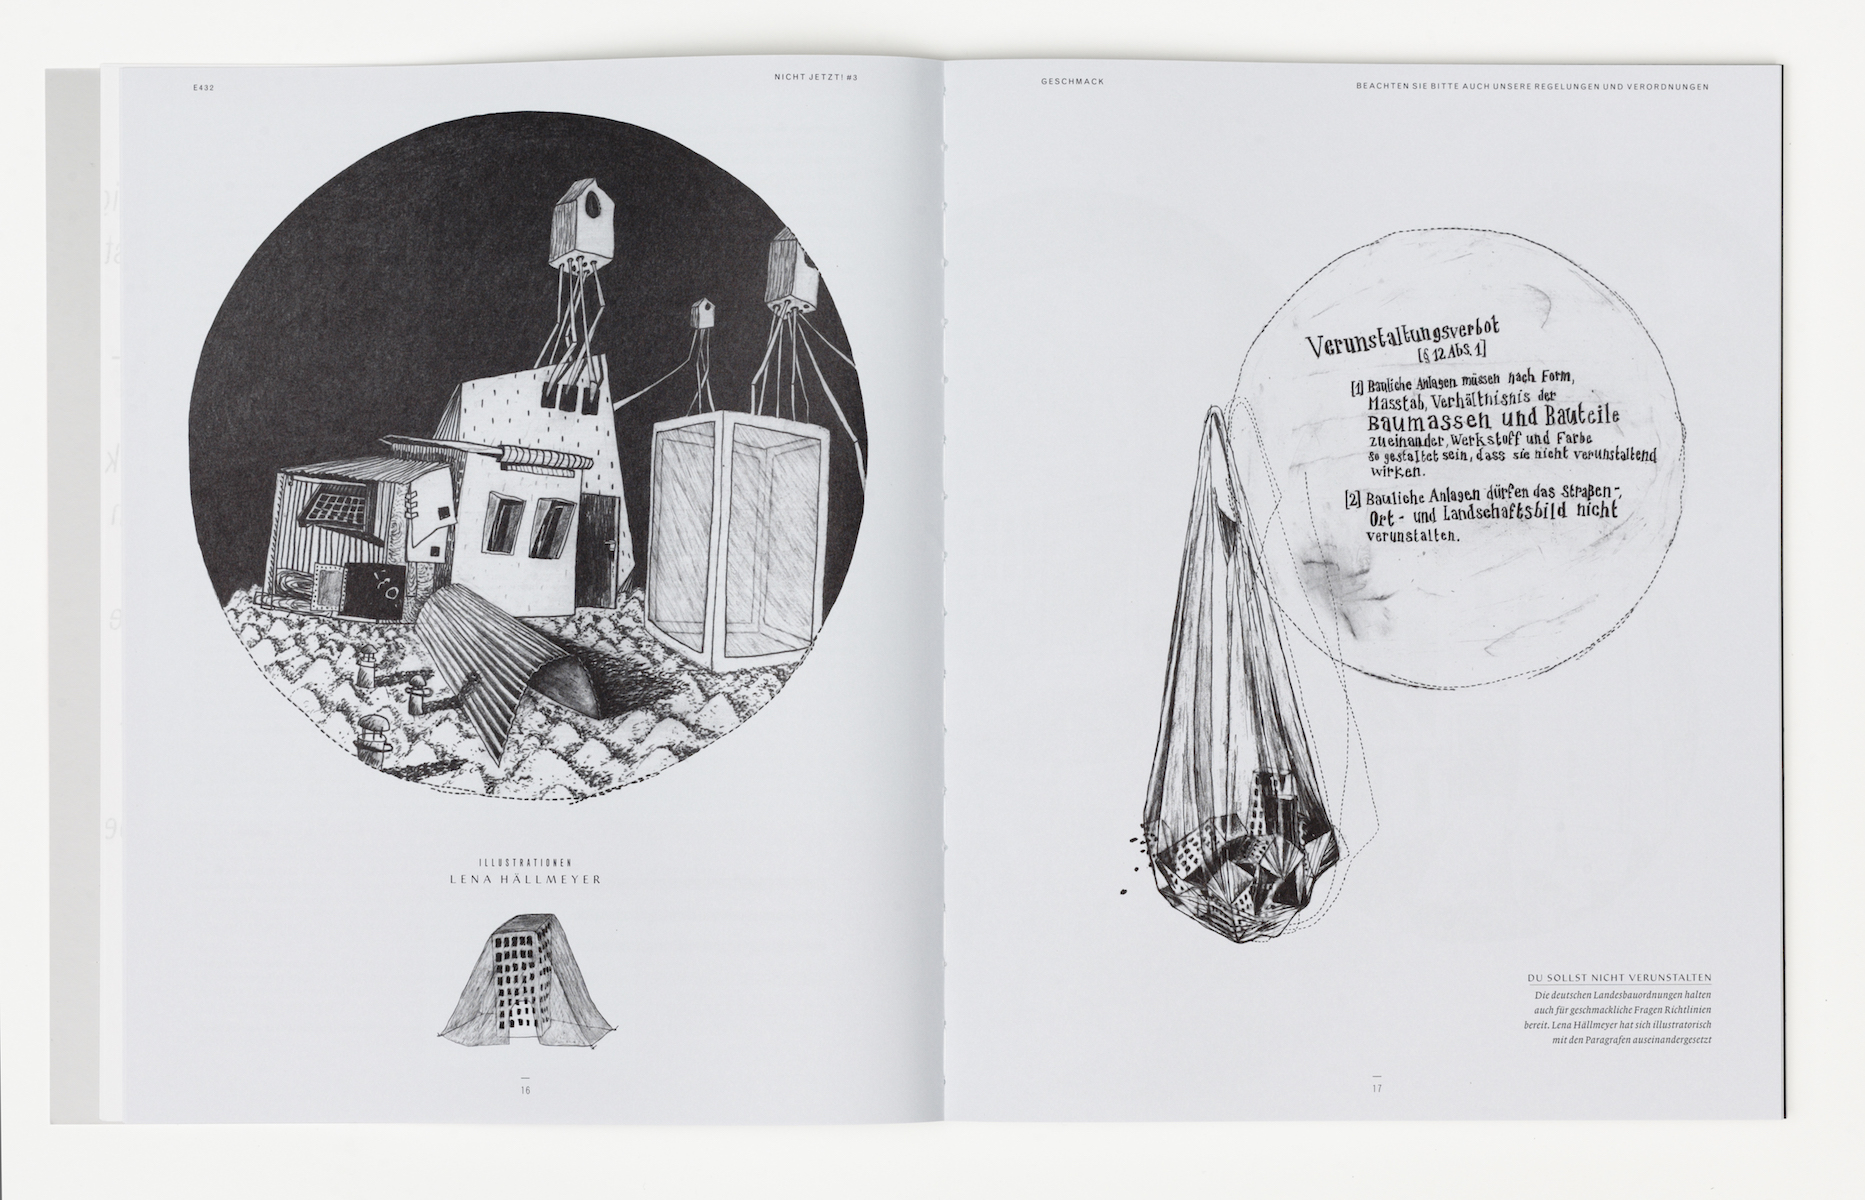 E432
NICHT JETZT! #3
ILLUSTRATIONEN
LENA HÄLLMEYER
16
GESCHMACK
BEACHTEN SIE BITTE AUCH UNSERE REGELUNGEN UND VERORDNUNGEN
Verunstaltungsverbot
[§ 12 Abs. 1]
[1] Bauliche Anlagen müssen nach Form,
Masstab, Verhältnisnis der
Baumassen und Bauteile
zueinander, Werkstoff und Farbe
so gestaltet sein, dass sie nicht verunstaltend
wirken.
[2] Bauliche Anlagen dürfen das Straßen-,
Ort- und Landschaftsbild nicht
verunstalten.
DU SOLLST NICHT VERUNSTALTEN
Die deutschen Landesbauordnungen halten
auch für geschmackliche Fragen Richtlinien
bereit. Lena Hällmeyer hat sich illustratorisch
mit den Paragrafen auseinandergesetzt
17